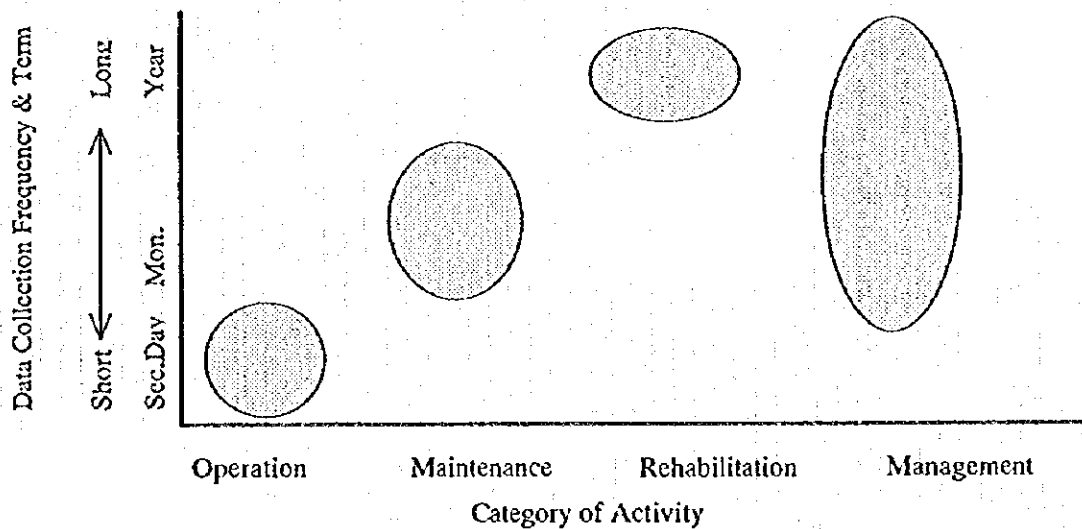 Data Collection Frequency & Term
Short Long
Sec.Day Mon. Year
Operation Maintenance Rehabilitation Management
Category of Activity